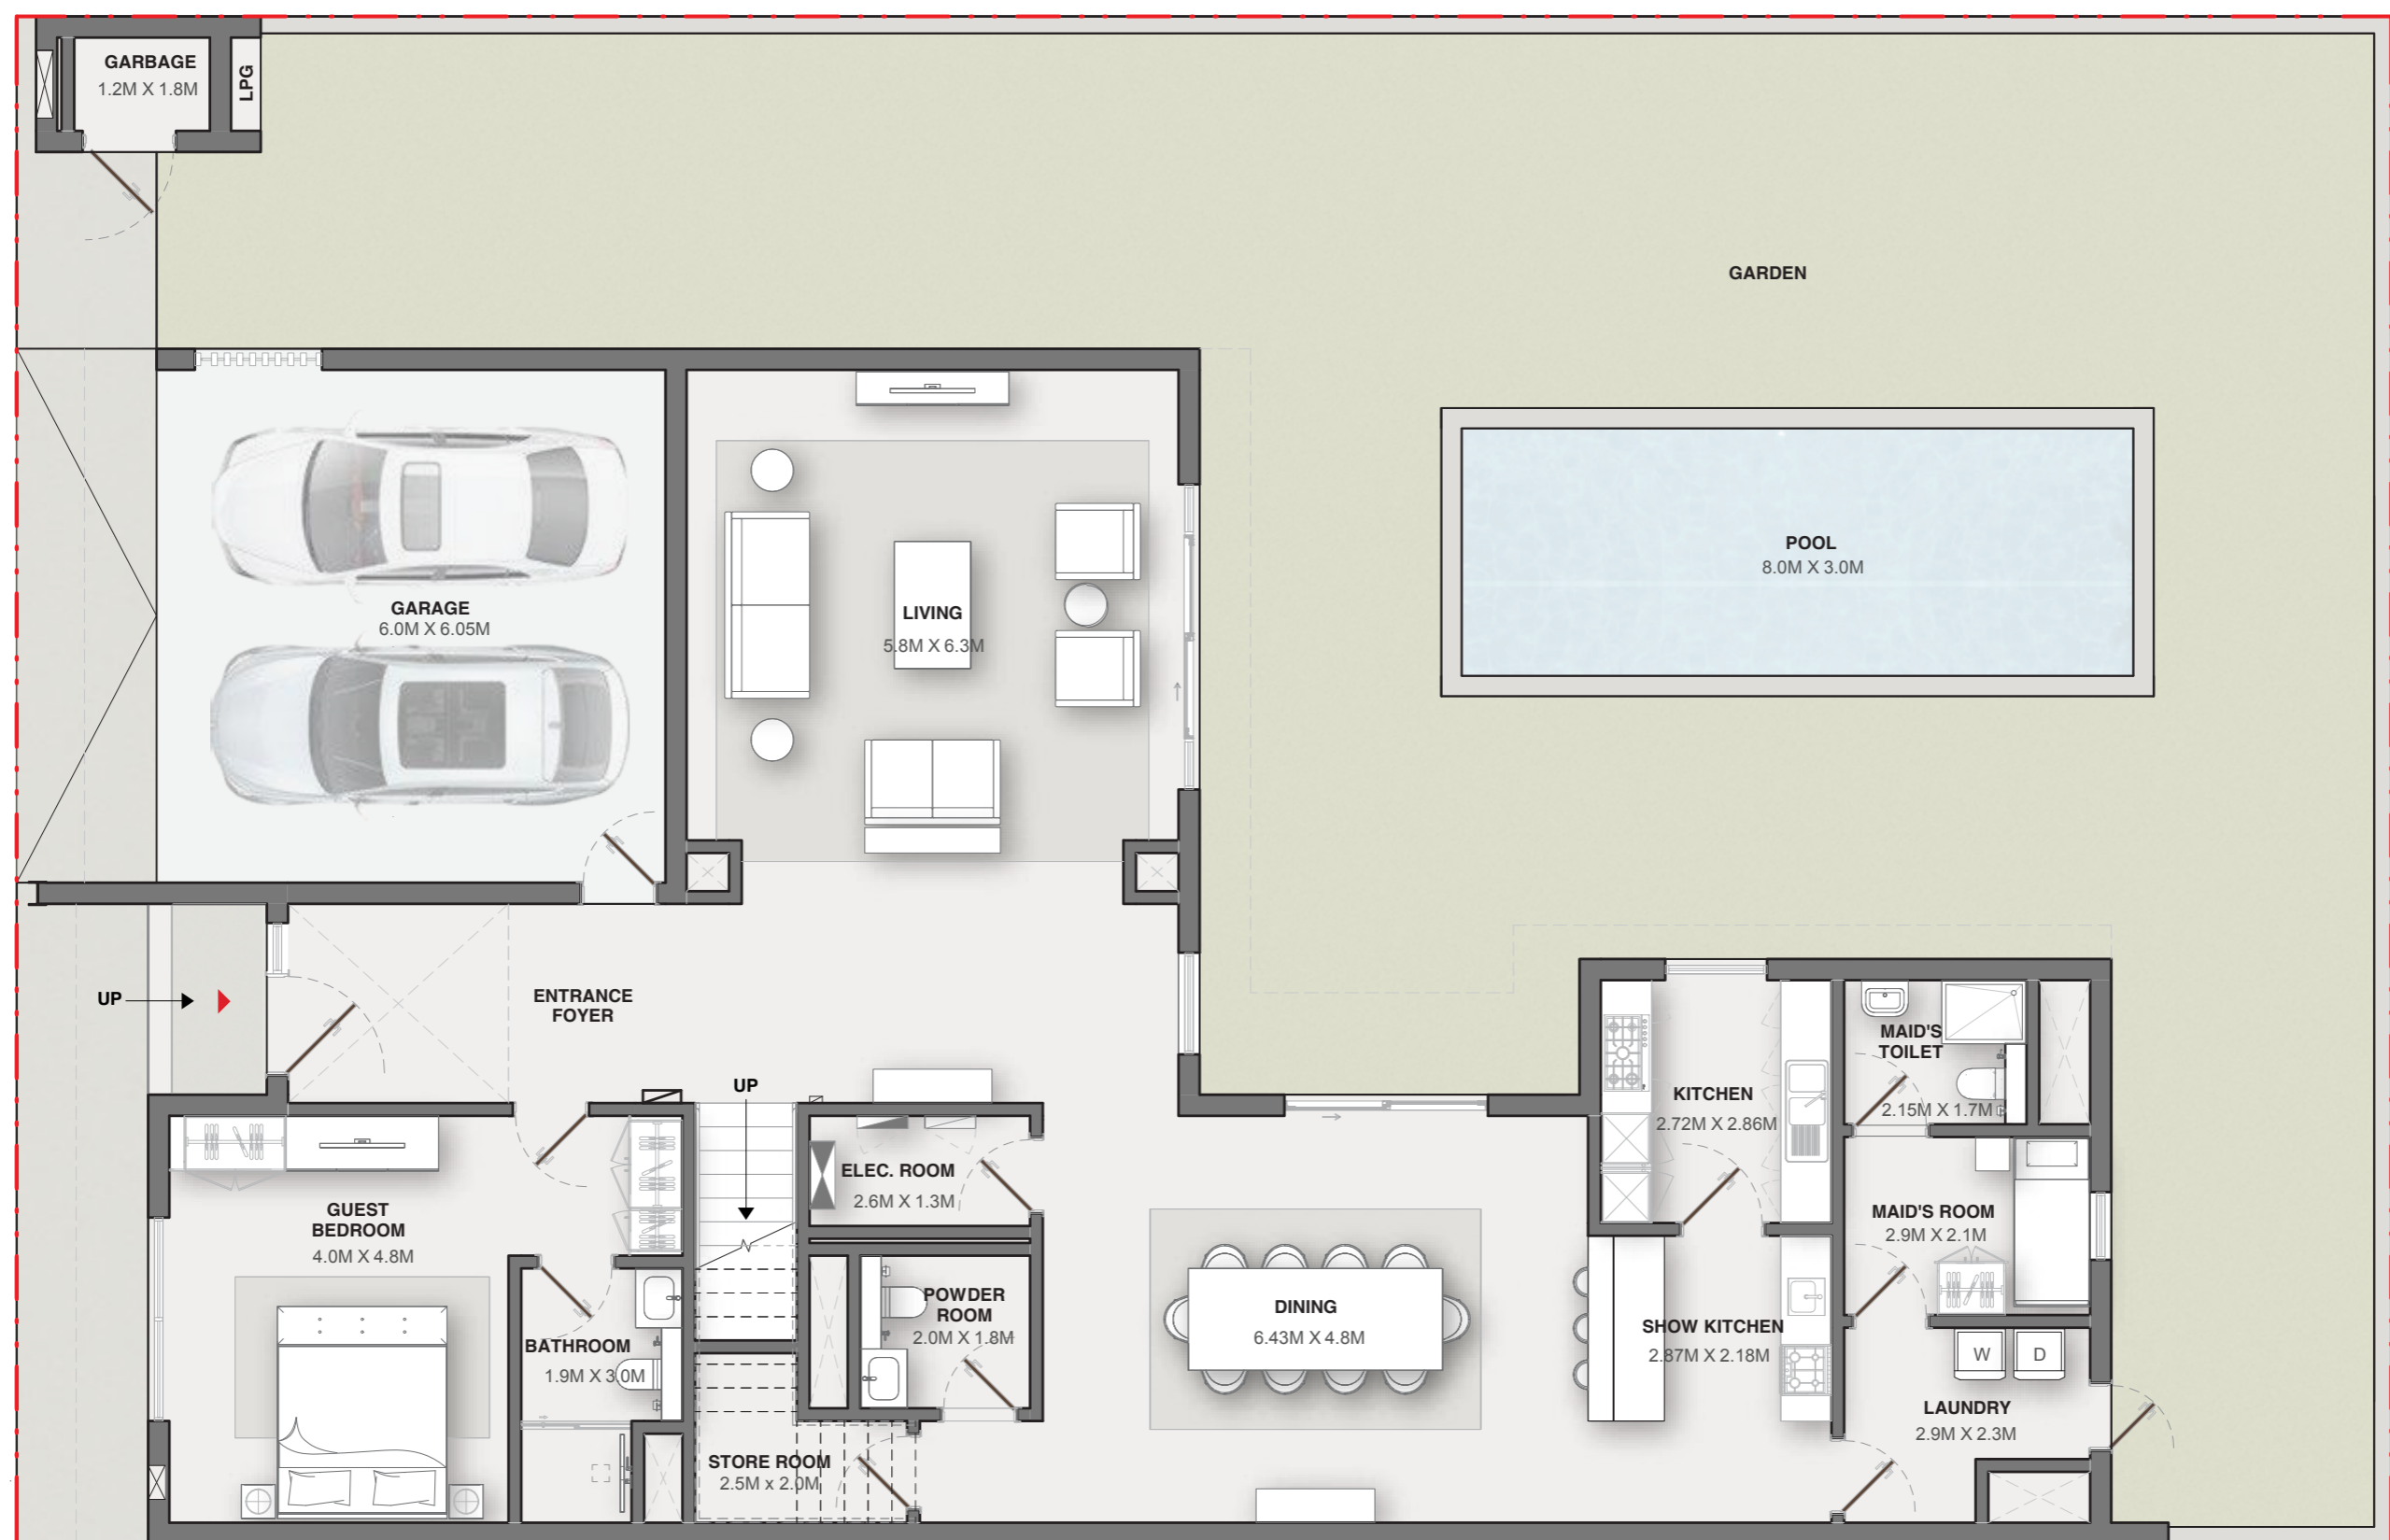 GARBAGE
1.2M X 1.8M
LPG
GARDEN
POOL
8.0M X 3.0M
GARAGE
6.0M X 6.05M
LIVING
5.8M X 6.3M
UP
ENTRANCE
FOYER
UP
KITCHEN
2.72M X 2.86M
MAID'S
TOILET
2.15M X 1.7M
ELEC. ROOM
2.6M X 1.3M
GUEST
BEDROOM
4.0M X 4.8M
MAID'S ROOM
2.9M X 2.1M
POWDER
ROOM
2.0M X 1.8M
DINING
6.43M X 4.8M
SHOW KITCHEN
2.87M X 2.18M
BATHROOM
1.9M X 3.0M
W
D
LAUNDRY
2.9M X 2.3M
STORE ROOM
2.5M x 2.0M